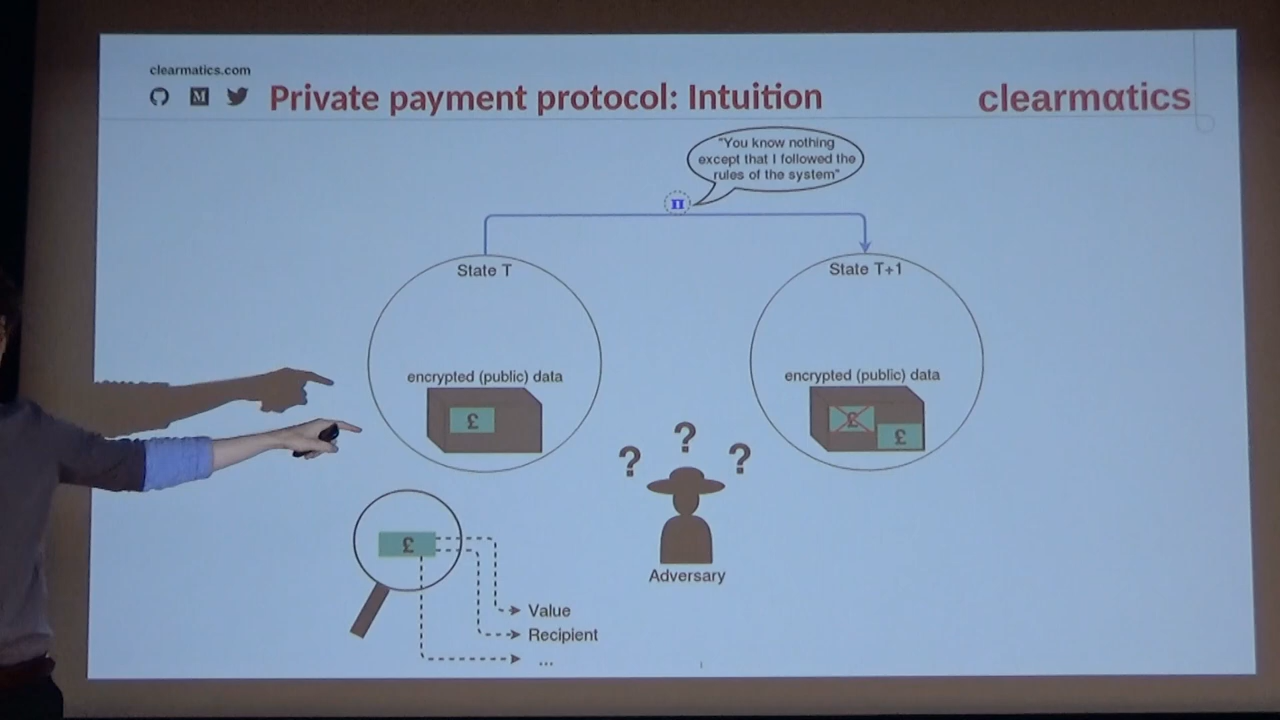 clearmatics.com
Private payment protocol: Intuition
clearmαtics
"You know nothing
except that I followed the
rules of the system"
π
State T
State T+1
encrypted (public) data
encrypted (public) data
£
£
£
? ? ?
£
Adversary
Value
Recipient
...